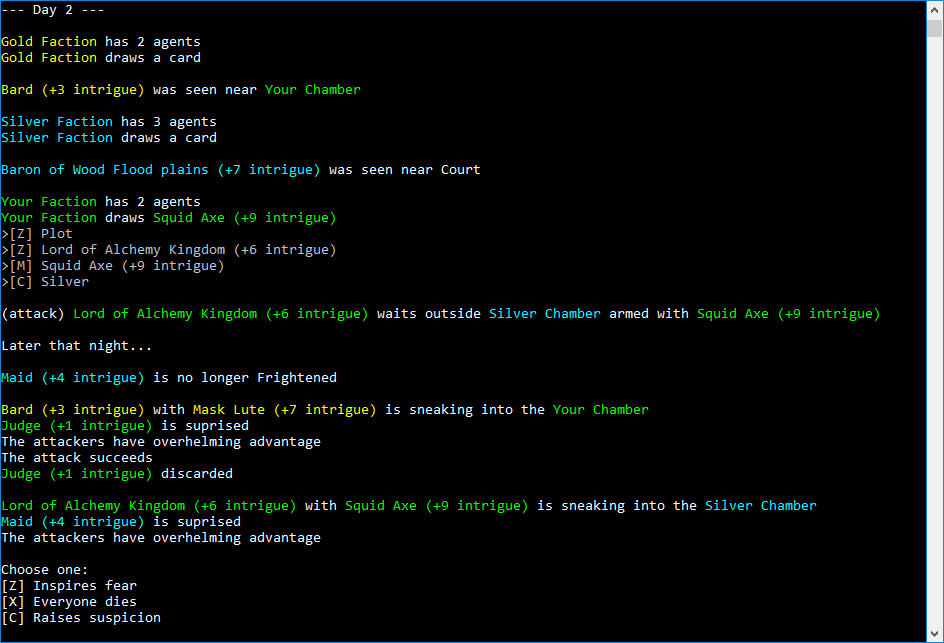 --- Day 2 ---
Gold Faction has 2 agents
Gold Faction draws a card
Bard (+3 intrigue) was seen near Your Chamber
Silver Faction has 3 agents
Silver Faction draws a card
Baron of Wood Flood plains (+7 intrigue) was seen near Court
Your Faction has 2 agents
Your Faction draws Squid Axe (+9 intrigue)
>[Z] Plot
>[Z] Lord of Alchemy Kingdom (+6 intrigue)
>[M] Squid Axe (+9 intrigue)
>[C] Silver
(attack) Lord of Alchemy Kingdom (+6 intrigue) waits outside Silver Chamber armed with Squid Axe (+9 intrigue)
Later that night...
Maid (+4 intrigue) is no longer Frightened
Bard (+3 intrigue) with Mask Lute (+7 intrigue) is sneaking into the Your Chamber
Judge (+1 intrigue) is suprised
The attackers have overhelming advantage
The attack succeeds
Judge (+1 intrigue) discarded
Lord of Alchemy Kingdom (+6 intrigue) with Squid Axe (+9 intrigue) is sneaking into the Silver Chamber
Maid (+4 intrigue) is suprised
The attackers have overhelming advantage
Choose one:
[Z] Inspires fear
[X] Everyone dies
[C] Raises suspicion